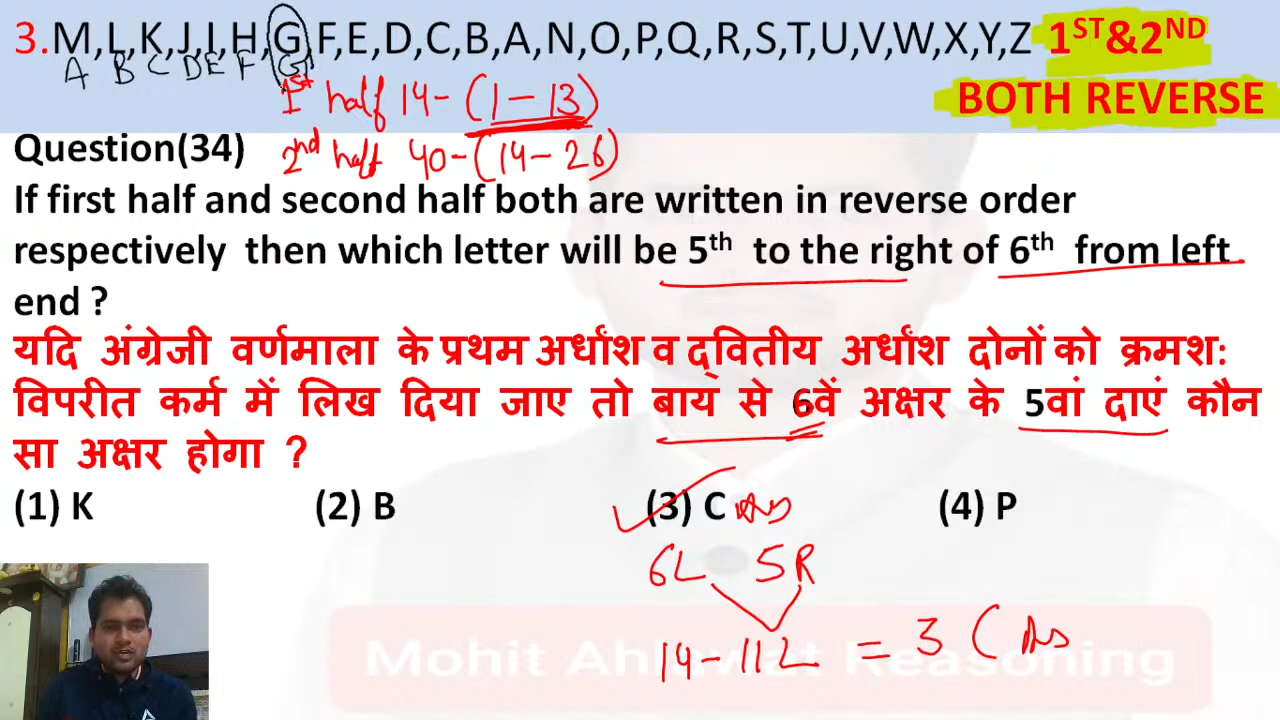 3.M,L,K,J,I,H,G,F,E,D,C,B,A,N,O,P,Q,R,S,T,U,V,W,X,Y,Z 1ST&2ND
A B C D E F G
BOTH REVERSE
1st half 14-(1-13)
2nd half 40-(14-26)
Question(34)
If first half and second half both are written in reverse order
respectively then which letter will be 5th to the right of 6th from left
end ?
यदि अंग्रेजी वर्णमाला के प्रथम अर्धांश व द्वितीय अर्धांश दोनों को क्रमश:
विपरीत कर्म में लिख दिया जाए तो बाय से 6वें अक्षर के 5वां दाएं कौन
सा अक्षर होगा ?
(1) K (2) B (3) C Ans (4) P
6L 5R
14-11L = 3 C Ans
Mohit Ahlawat Reasoning